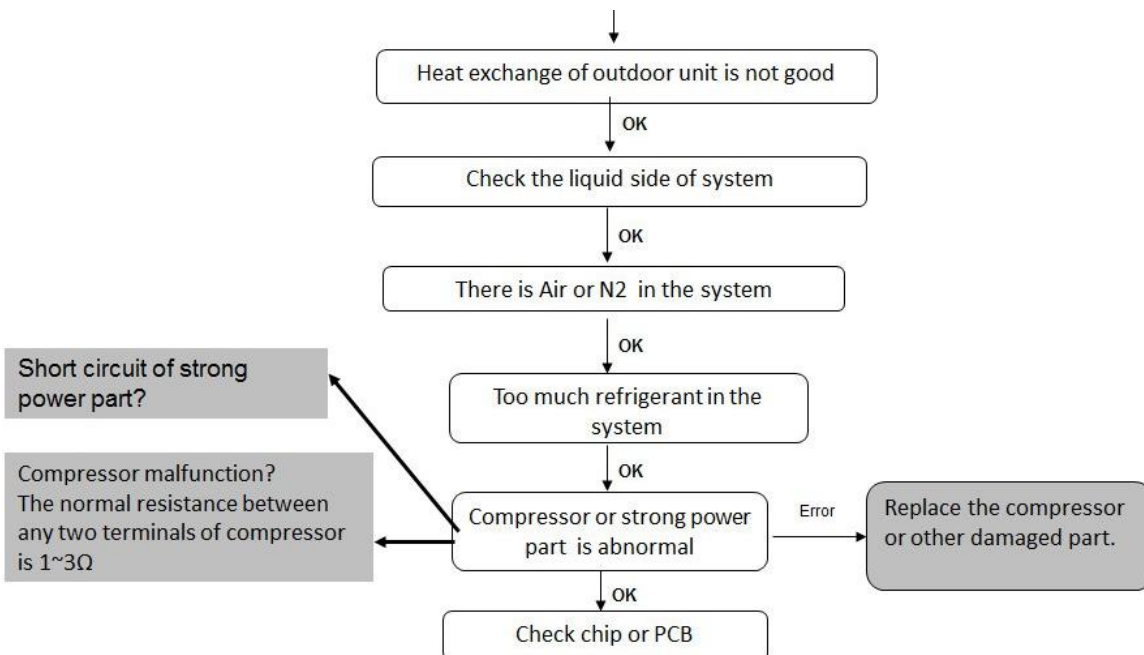 Heat exchange of outdoor unit is not good
OK
Check the liquid side of system
OK
There is Air or N2 in the system
OK
Short circuit of strong
power part?
Too much refrigerant in the
system
OK
Compressor malfunction?
The normal resistance between
any two terminals of compressor
is 1~3Ω
Compressor or strong power
part is abnormal
Error
Replace the compressor
or other damaged part.
OK
Check chip or PCB